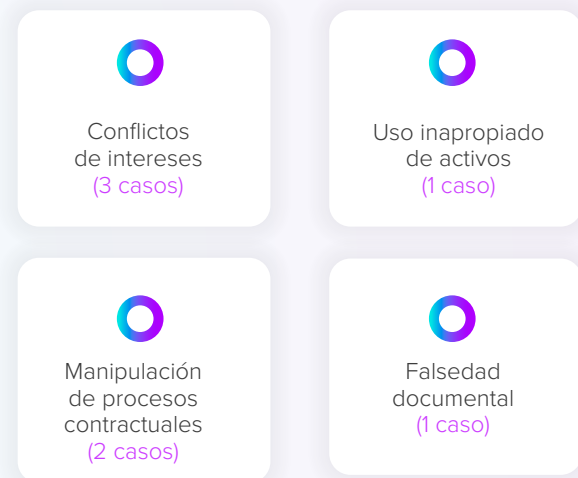 Conflictos
de intereses
(3 casos)
Uso inapropiado
de activos
(1 caso)
Manipulación
de procesos
contractuales
(2 casos)
Falsedad
documental
(1 caso)